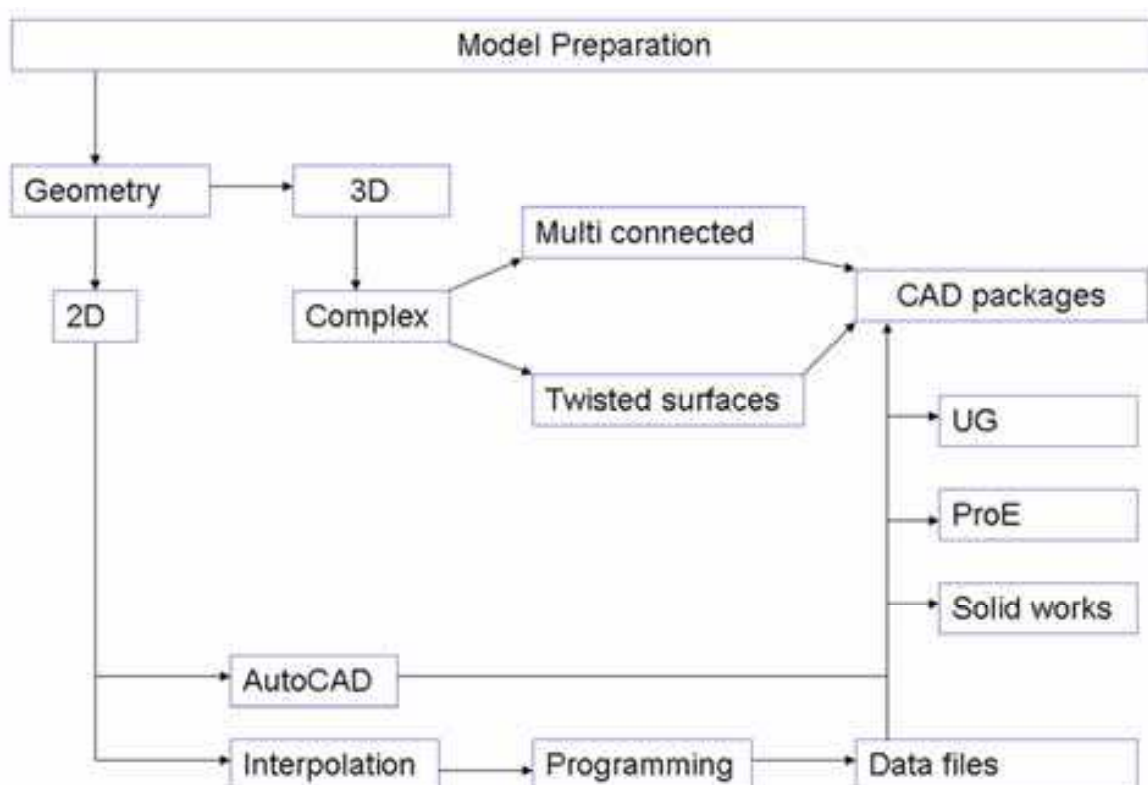 Model Preparation
Geometry
3D
Multi connected
CAD packages
2D
Complex
Twisted surfaces
UG
ProE
Solid works
AutoCAD
Interpolation
Programming
Data files